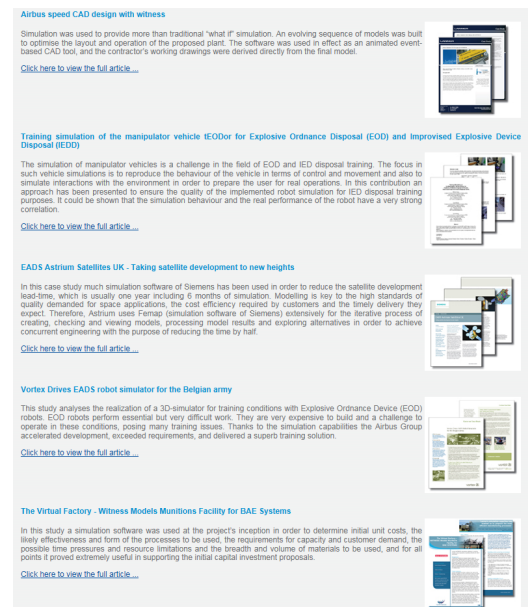 Airbus speed CAD design with witness
Simulation was used to provide more than traditional "what if" simulation. An evolving sequence of models was built
to optimise the layout and operation of the proposed plant. The software was used in effect as an animated event-
based CAD tool, and the contractor's working drawings were derived directly from the final model.
Click here to view the full article ...
Training simulation of the manipulator vehicle tEODor for Explosive Ordnance Disposal (EOD) and Improvised Explosive Device
Disposal (IEDD)
The simulation of manipulator vehicles is a challenge in the field of EOD and IED disposal training. The focus in
such vehicle simulations is to reproduce the behaviour of the vehicle in terms of control and movement and also to
simulate interactions with the environment in order to prepare the user for real operations. In this contribution an
approach has been presented to ensure the quality of the implemented robot simulation for IED disposal training
purposes. It could be shown that the simulation behaviour and the real performance of the robot have a very strong
correlation.
Click here to view the full article ...
EADS Astrium Satellites UK - Taking satellite development to new heights
In this case study much simulation software of Siemens has been used in order to reduce the satellite development
lead-time, which is usually one year including 6 months of simulation. Modelling is key to the high standards of
quality demanded for space applications, the cost efficiency required by customers and the timely delivery they
expect. Therefore, Astrium uses Femap (simulation software of Siemens) extensively for the iterative process of
creating, checking and viewing models, processing model results and exploring alternatives in order to achieve
concurrent engineering with the purpose of reducing the time by half.
Click here to view the full article ...
Vortex Drives EADS robot simulator for the Belgian army
This study analyses the realization of a 3D-simulator for training conditions with Explosive Ordnance Device (EOD)
robots. EOD robots perform essential but very difficult work. They are very expensive to build and a challenge to
operate in these conditions, posing many training issues. Thanks to the simulation capabilities the Airbus Group
accelerated development, exceeded requirements, and delivered a superb training solution.
Click here to view the full article ...
The Virtual Factory - Witness Models Munitions Facility for BAE Systems
In this study a simulation software was used at the project's inception in order to determine initial unit costs, the
likely effectiveness and form of the processes to be used, the requirements for capacity and customer demand, the
possible time pressures and resource limitations and the breadth and volume of materials to be used, and for all
points it proved extremely useful in supporting the initial capital investment proposals.
Click here to view the full article ...